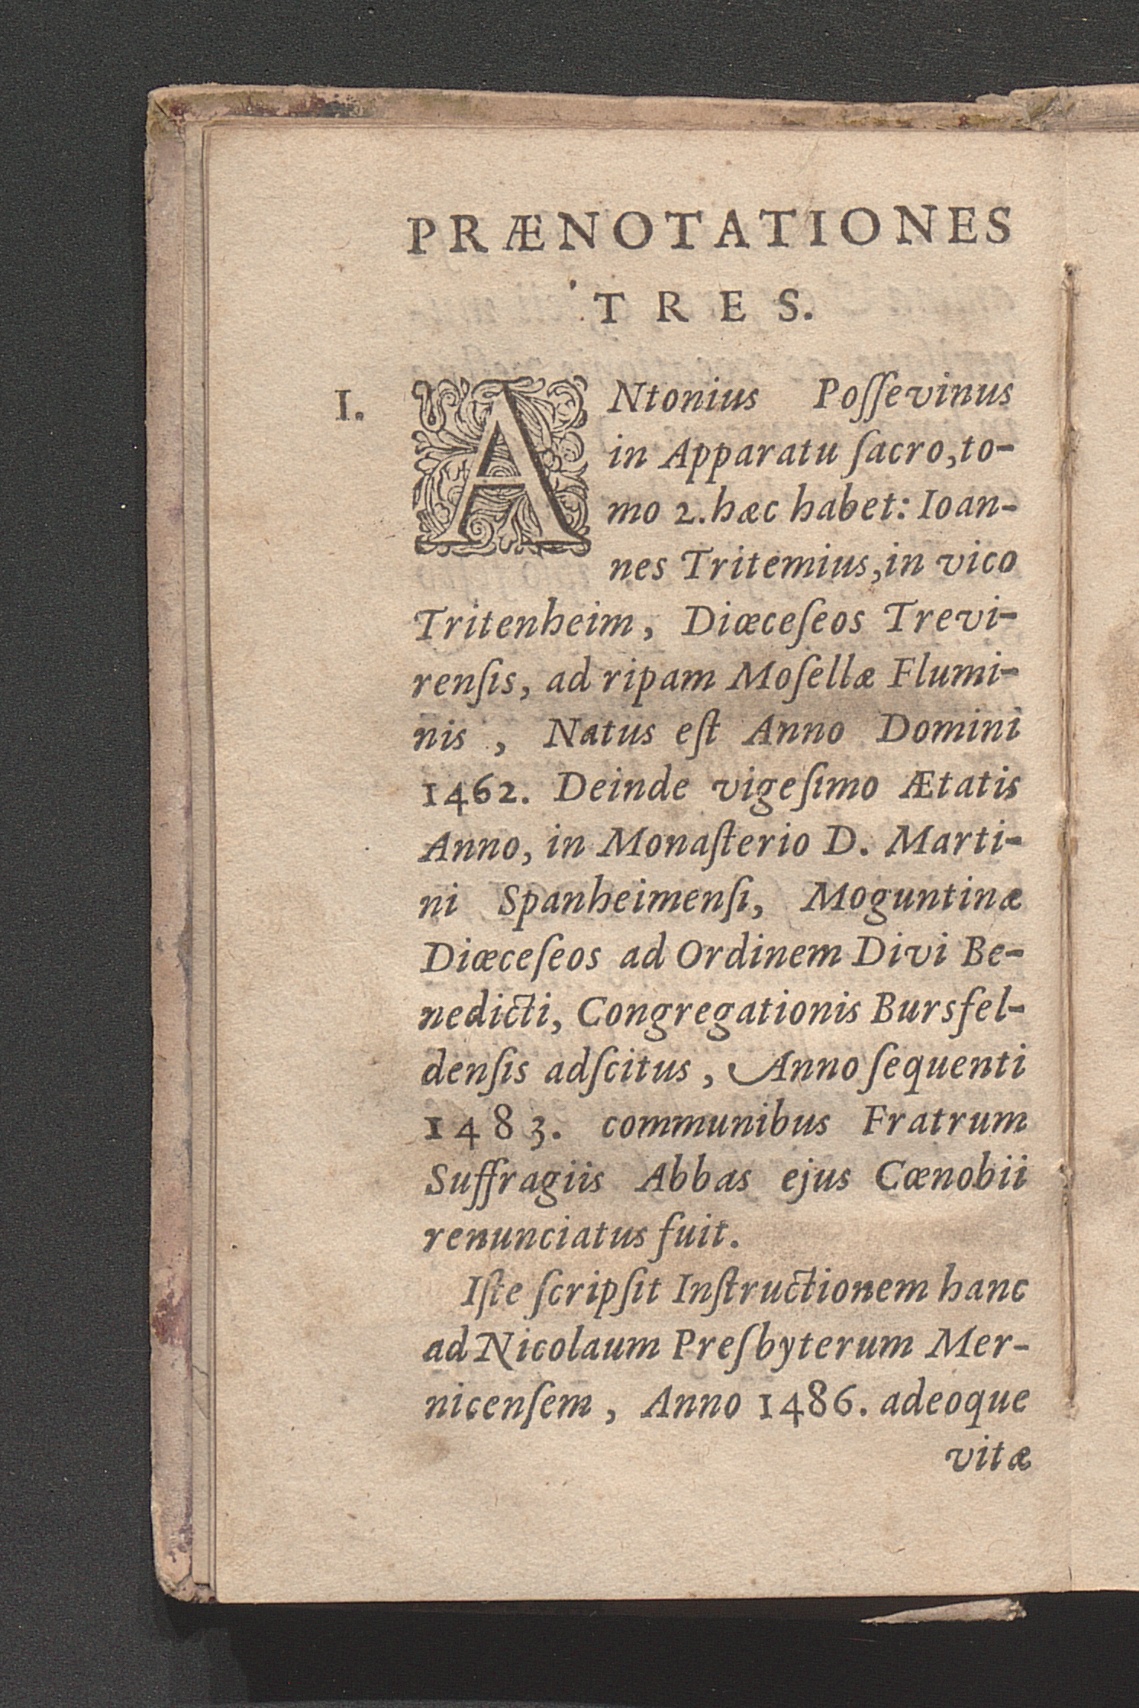 PRÆNOTATIONES
TRES.
I. ANtonius Poſſevinus
in Apparatu ſacro,to-
mo 2.hæc habet: Ioan-
nes Tritemius,in vico
Tritenheim, Diœceſeos Trevi-
renſis, ad ripam Moſellæ Flumi-
nis, Natus eſt Anno Domini
1462. Deinde vigeſimo Ætatis
Anno, in Monaſterio D. Marti-
ni Spanheimenſi, Moguntinæ
Diœceſeos ad Ordinem Divi Be-
nedicti, Congregationis Bursfel-
denſis adſcitus, Anno ſequenti
1483. communibus Fratrum
Suffragiis Abbas ejus Cœnobii
renunciatus fuit.
Iſte ſcripſit Inſtructionem hanc
ad Nicolaum Preſbyterum Mer-
nicenſem, Anno 1486. adeoque
vitæ